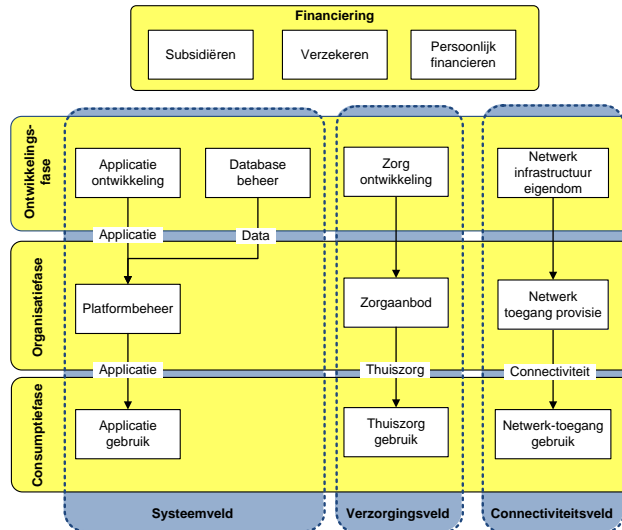 Financiering
Subsidiëren
Verzekeren
Persoonlijk
financieren
Ontwikkelings-
fase
Applicatie
ontwikkeling
Database
beheer
Zorg
ontwikkeling
Netwerk
infrastructuur
eigendom
Applicatie
Data
Organisatiefase
Platformbeheer
Zorgaanbod
Netwerk
toegang provisie
Applicatie
Thuiszorg
Connectiviteit
Consumptiefase
Applicatie
gebruik
Thuiszorg
gebruik
Netwerk-toegang
gebruik
Systeemveld
Verzorgingsveld
Connectiviteitsveld